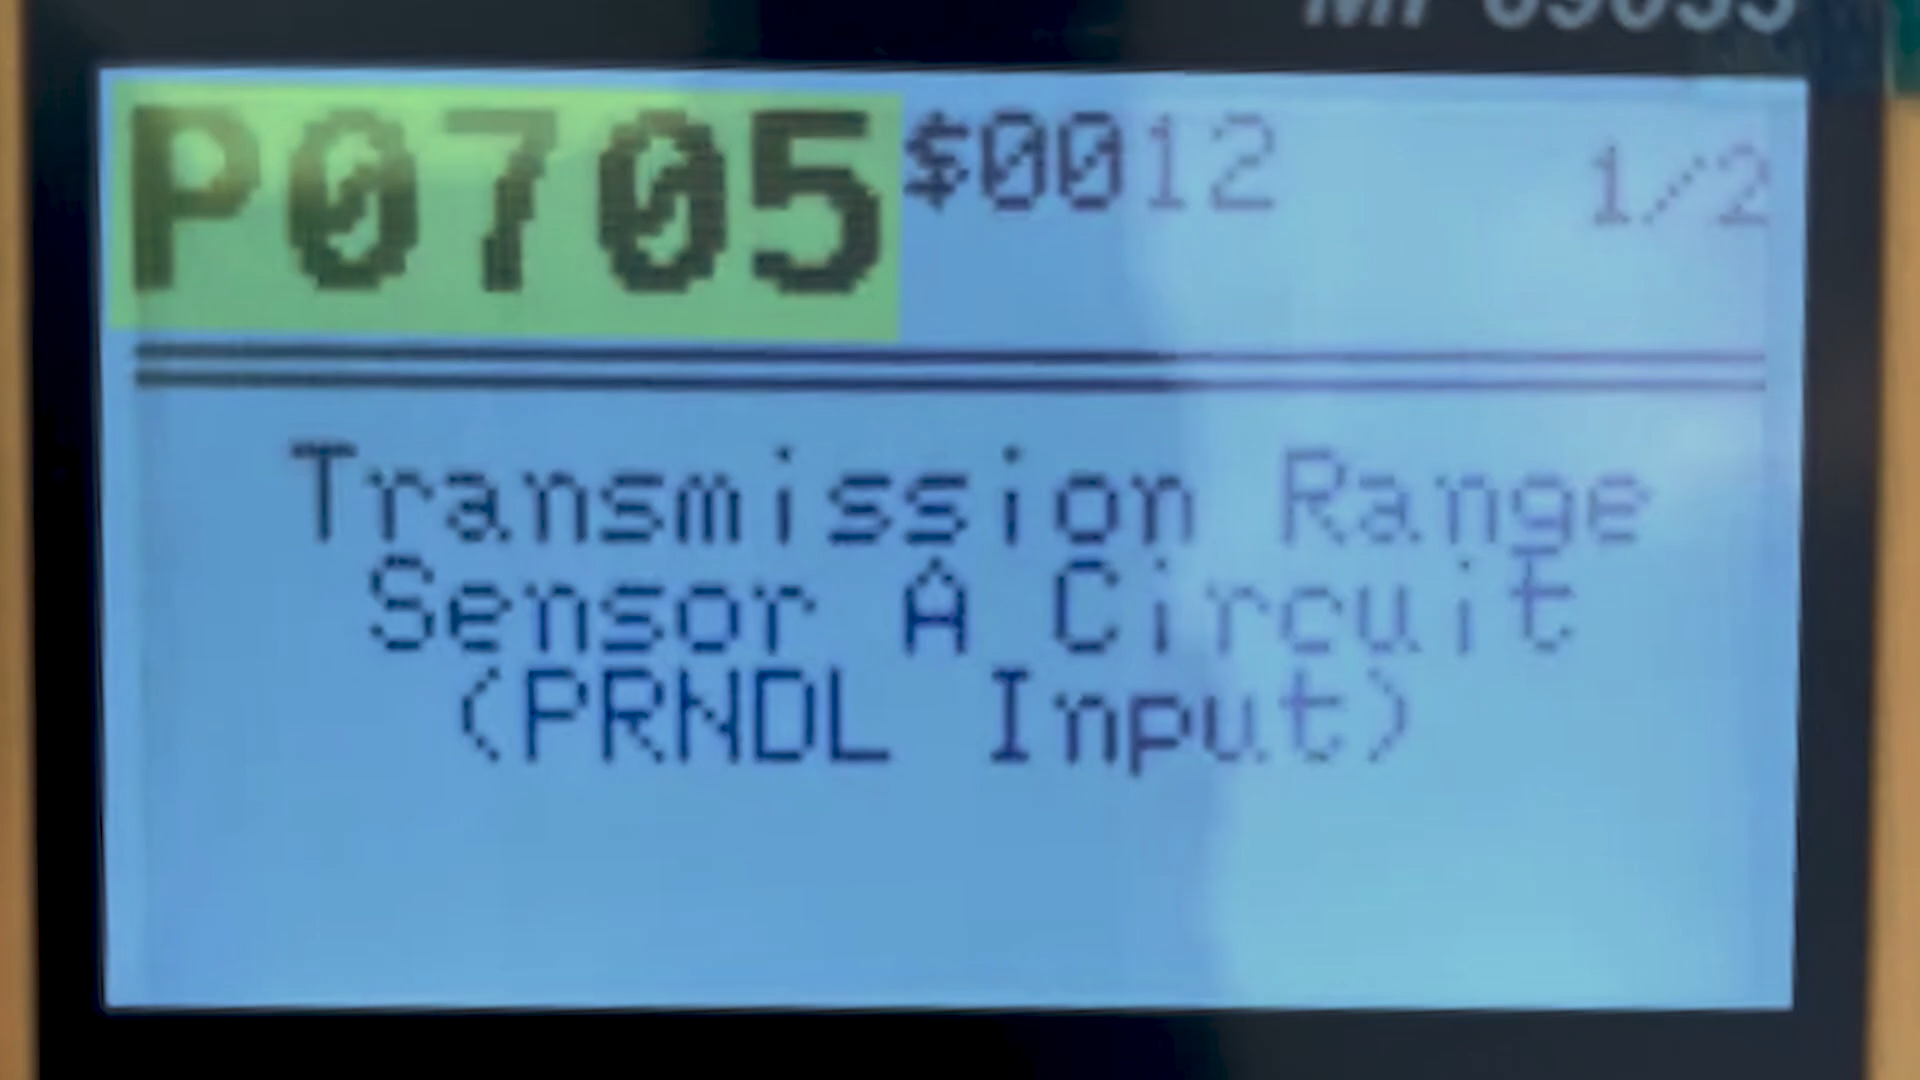 P0705 $0012 1/2
Transmission Range
Sensor A Circuit
(PRNDL Input)